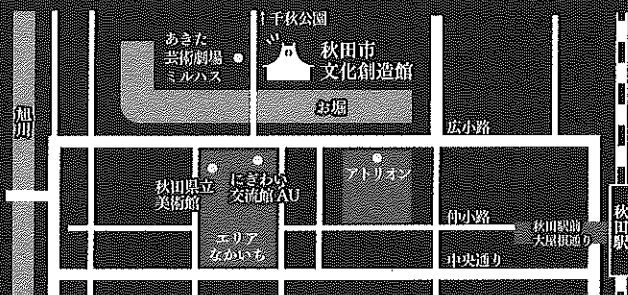 千秋公園
あきた
芸術劇場
ミルハス
秋田市
文化創造館
お堀
旭川
広小路
秋田県立
美術館
にぎわい
交流館AU
アトリオン
エリア
なかいち
仲小路
秋田駅前
大屋根通り
秋田駅
中央通り